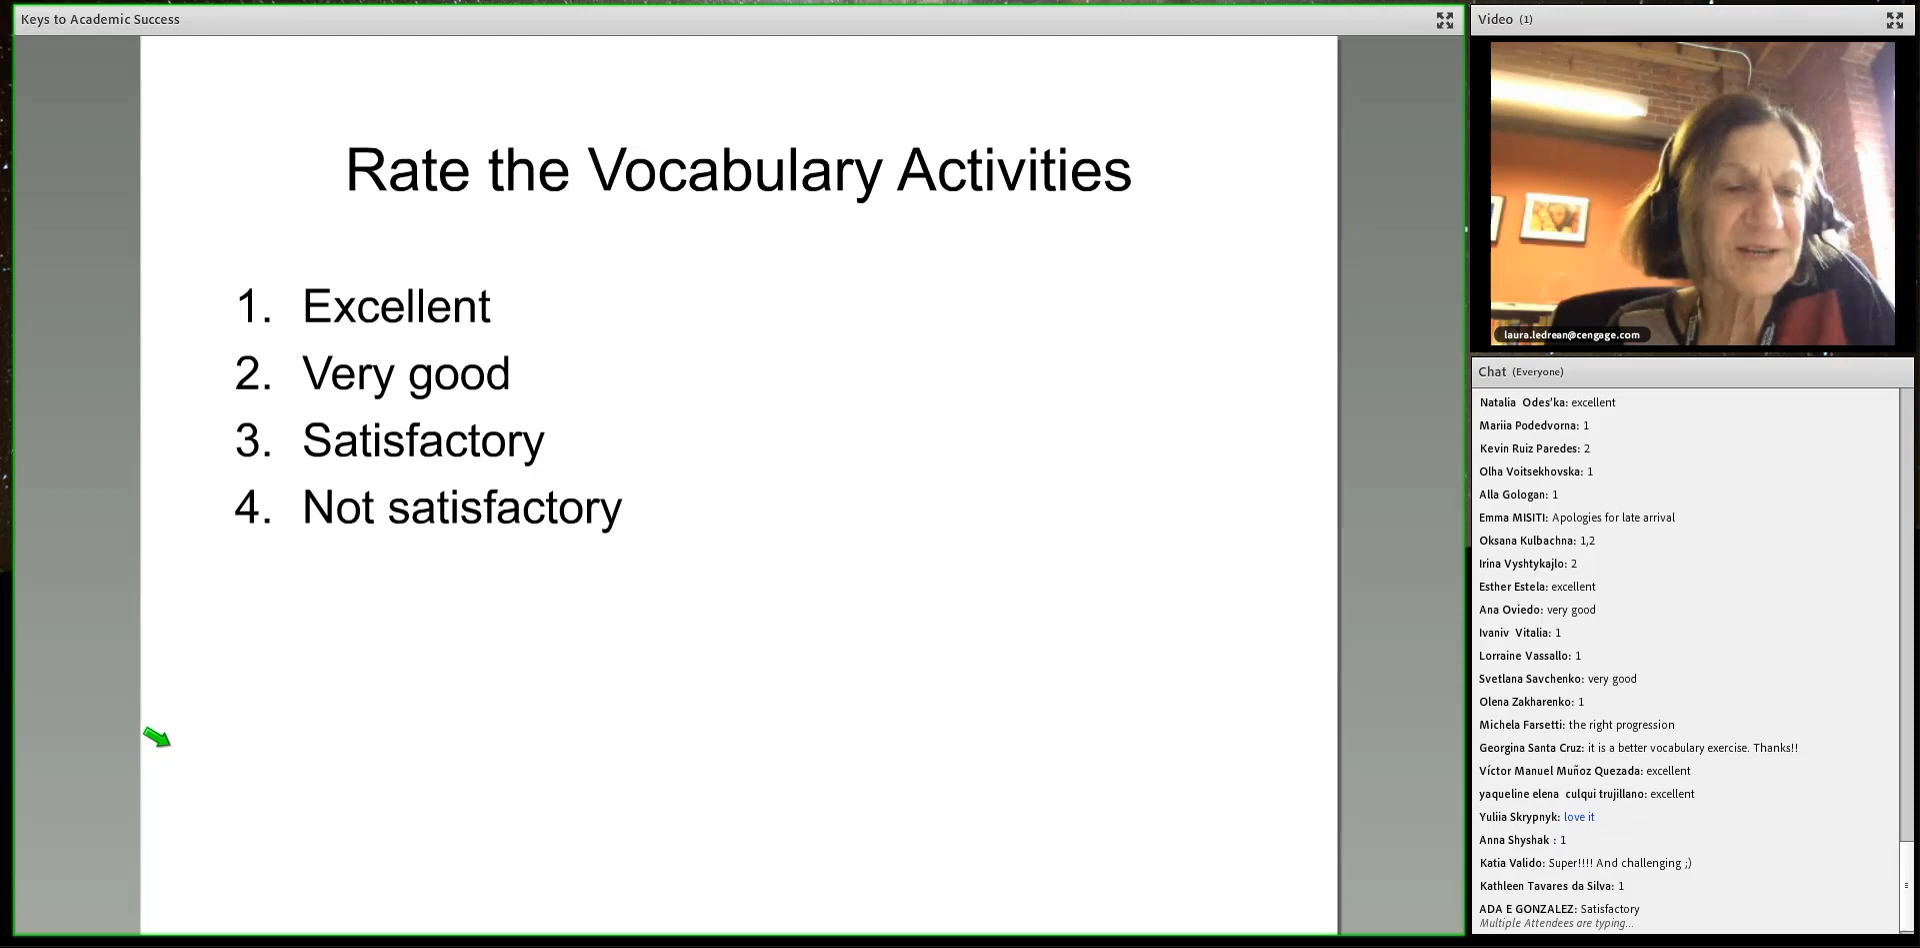 Keys to Academic Success
Rate the Vocabulary Activities
1. Excellent
2. Very good
3. Satisfactory
4. Not satisfactory
Video (1)
laura.ledrean@cengage.com
Chat (Everyone)
Natalia Odes'ka: excellent
Mariia Podedvorna: 1
Kevin Ruiz Paredes: 2
Olha Voitsekhovska: 1
Alla Gologan: 1
Emma MISITI: Apologies for late arrival
Oksana Kulbachna: 1,2
Irina Vyshtykajlo: 2
Esther Estela: excellent
Ana Oviedo: very good
Ivaniv Vitalia: 1
Lorraine Vassallo: 1
Svetlana Savchenko: very good
Olena Zakharenko: 1
Michela Farsetti: the right progression
Georgina Santa Cruz: it is a better vocabulary exercise. Thanks!!
Víctor Manuel Muñoz Quezada: excellent
yaqueline elena culqui trujillano: excellent
Yuliia Skrypnyk: love it
Anna Shyshak : 1
Katia Valido: Super!!!! And challenging ;)
Kathleen Tavares da Silva: 1
ADA E GONZALEZ: Satisfactory
Multiple Attendees are typing...